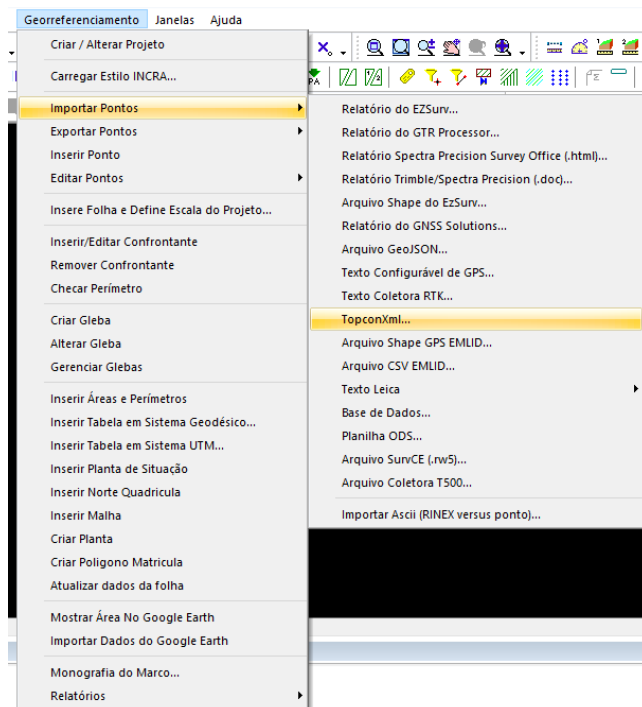 Georreferenciamento Janelas Ajuda
Criar / Alterar Projeto
Carregar Estilo INCRA...
Importar Pontos
Exportar Pontos
Inserir Ponto
Editar Pontos
Insere Folha e Define Escala do Projeto...
Inserir/Editar Confrontante
Remover Confrontante
Checar Perímetro
Criar Gleba
Alterar Gleba
Gerenciar Glebas
Inserir Áreas e Perímetros
Inserir Tabela em Sistema Geodésico...
Inserir Tabela em Sistema UTM...
Inserir Planta de Situação
Inserir Norte Quadricula
Inserir Malha
Criar Planta
Criar Poligono Matricula
Atualizar dados da folha
Mostrar Área No Google Earth
Importar Dados do Google Earth
Monografia do Marco...
Relatórios
Relatório do EZSurv...
Relatório do GTR Processor...
Relatório Spectra Precision Survey Office (.html)...
Relatório Trimble/Spectra Precision (.doc)...
Arquivo Shape do EzSurv...
Relatório do GNSS Solutions...
Arquivo GeoJSON...
Texto Configurável de GPS...
Texto Coletora RTK...
TopconXml...
Arquivo Shape GPS EMLID...
Arquivo CSV EMLID...
Texto Leica
Base de Dados...
Planilha ODS...
Arquivo SurvCE (.rw5)...
Arquivo Coletora T500...
Importar Ascii (RINEX versus ponto)...